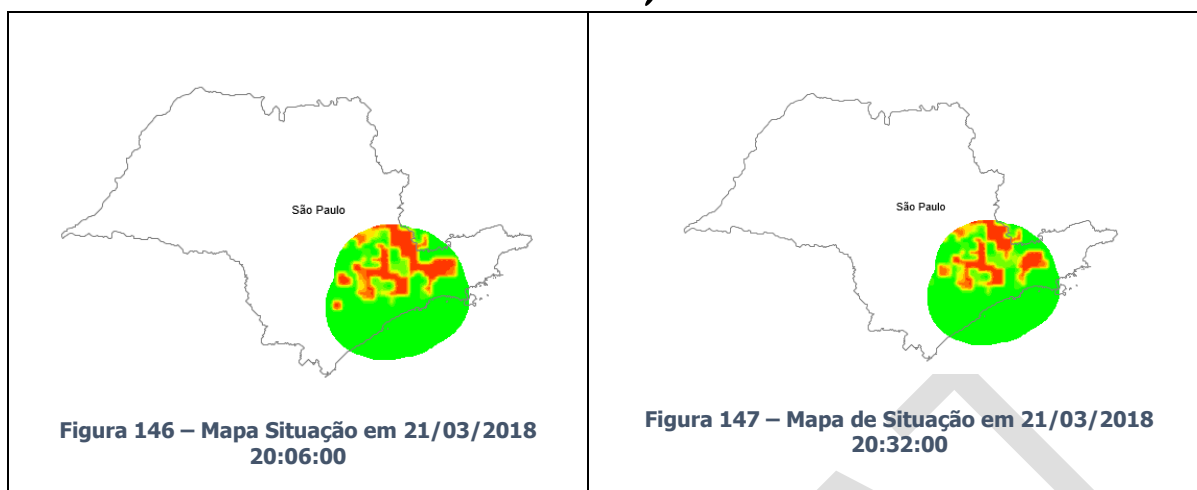 São Paulo
Figura 146 – Mapa Situação em 21/03/2018
20:06:00
São Paulo
Figura 147 – Mapa de Situação em 21/03/2018
20:32:00